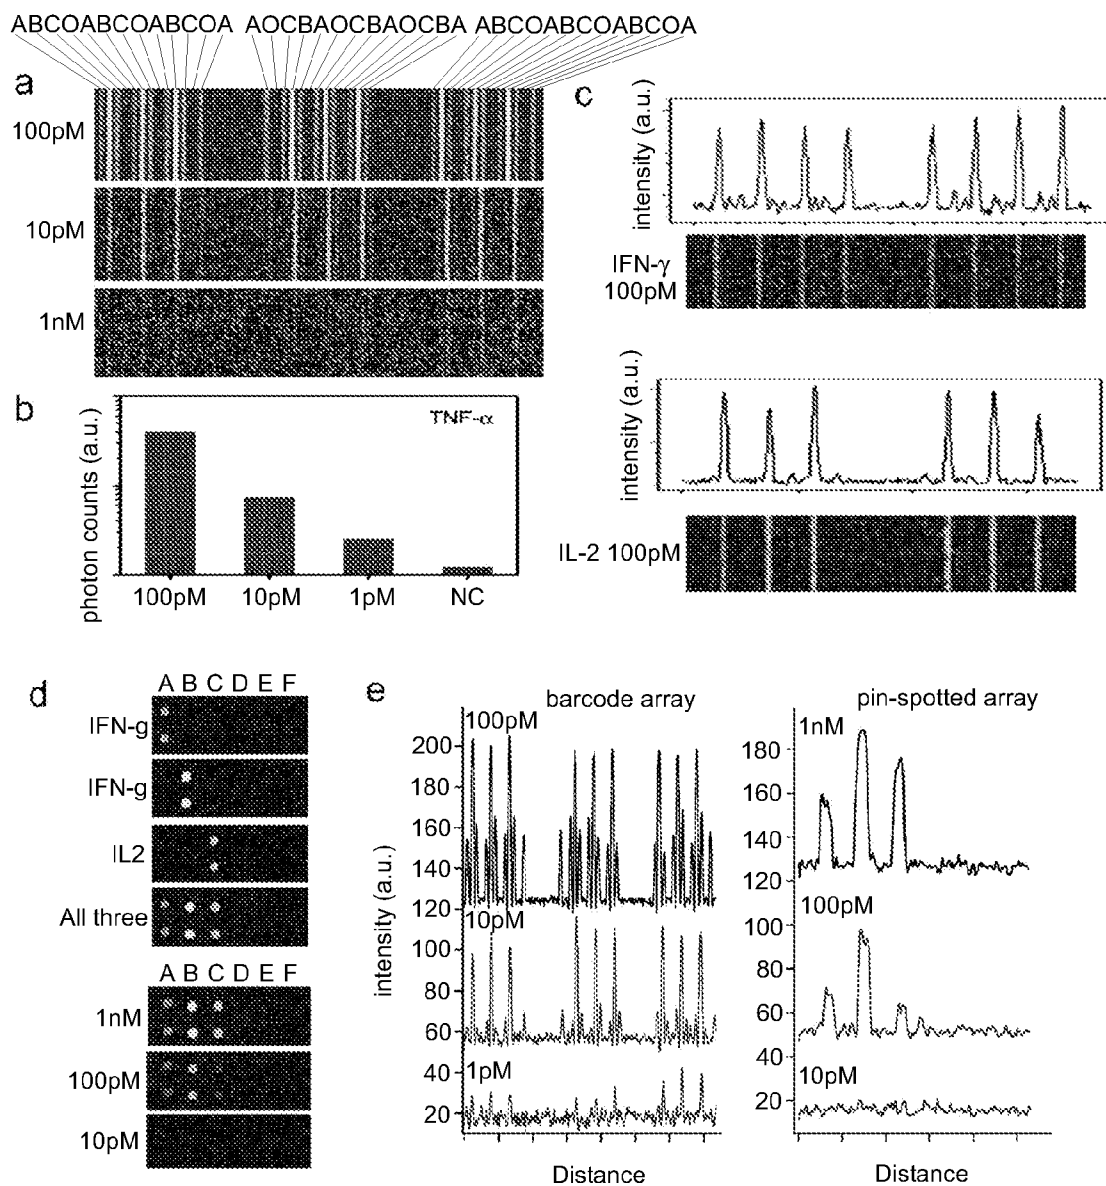 ABCOABCOABCOA AOCBAOCBAOCBA ABCOABCOABCOA
a
100pM
10pM
1nM
b
photon counts (a.u.)
TNF-α
100pM 10pM 1pM NC
c
intensity (a.u.)
IFN-γ
100pM
intensity (a.u.)
IL-2 100pM
d
A B C D E F
IFN-g
IFN-g
IL2
All three
A B C D E F
1nM
100pM
10pM
e
barcode array
intensity (a.u.)
100pM
200
180
160
140
120
10pM
100
80
60
40
1pM
20
Distance
pin-spotted array
1nM
180
160
140
120
100pM
100
80
60
40
10pM
20
Distance